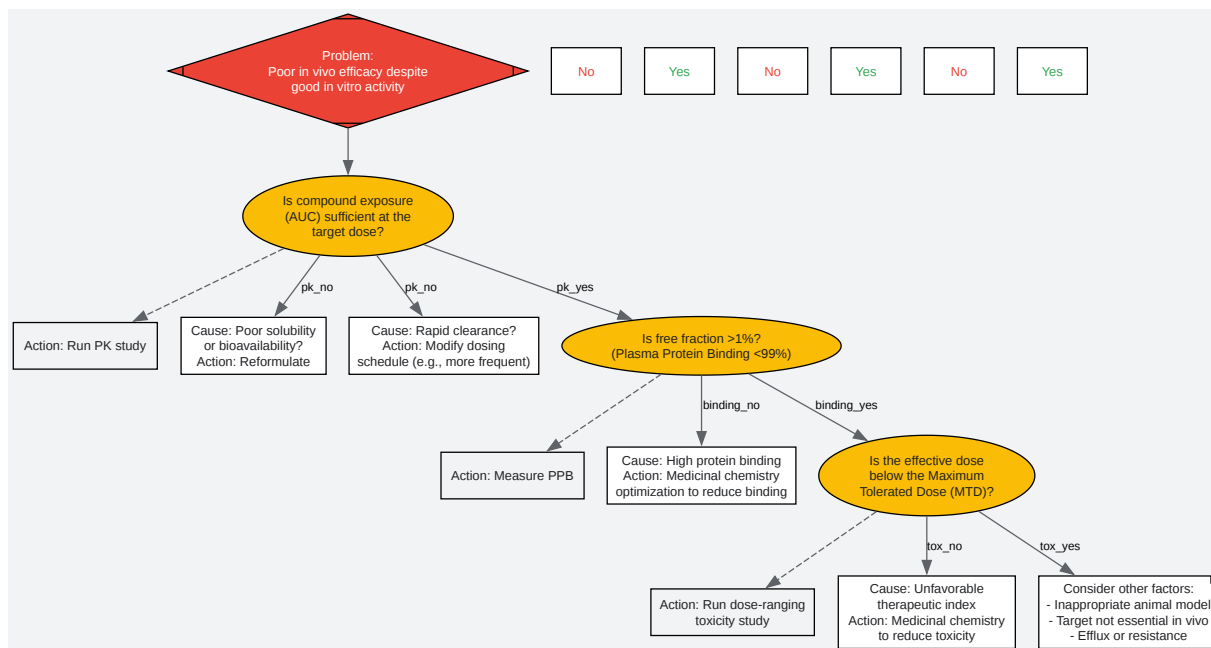 Problem:
Poor in vivo efficacy despite
good in vitro activity
No
Yes
No
Yes
No
Yes
Is compound exposure
(AUC) sufficient at the
target dose?
pk_no
pk_no
pk_yes
Action: Run PK study
Cause: Poor solubility
or bioavailability?
Action: Reformulate
Cause: Rapid clearance?
Action: Modify dosing
schedule (e.g., more frequent)
Is free fraction >1%?
(Plasma Protein Binding <99%)
binding_no
binding_yes
Action: Measure PPB
Cause: High protein binding
Action: Medicinal chemistry
optimization to reduce binding
Is the effective dose
below the Maximum
Tolerated Dose (MTD)?
tox_no
tox_yes
Action: Run dose-ranging
toxicity study
Cause: Unfavorable
therapeutic index
Action: Medicinal chemistry
to reduce toxicity
Consider other factors:
- Inappropriate animal model
- Target not essential in vivo
- Efflux or resistance